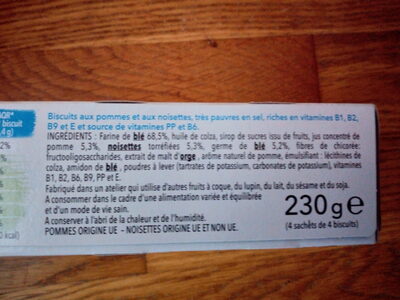 AQR*
biscuit
,4g)
2%
%
0 kcal)
Biscuits aux pommes et aux noisettes, très pauvres en sel, riches en vitamines B1, B2,
B9 et E et source de vitamines PP et B6.
INGRÉDIENTS : Farine de blé 68,5%, huile de colza, sirop de sucres issu de fruits, jus concentré de
pomme 5,3%, noisettes torréfiées 5,3%, germe de blé 5,2%, fibres de chicorée:
fructooligosaccharides, extrait de malt d'orge, arôme naturel de pomme, émulsifiant : lécithines de
colza, amidon de blé, poudres à lever (tartrates de potassium, carbonates de potassium), vitamines
B1, B2, B6, B9, PP et E.
Fabriqué dans un atelier qui utilise d'autres fruits à coque, du lupin, du lait, du sésame et du soja.
A consommer dans le cadre d'une alimentation variée et équilibrée
et d'un mode de vie sain.
A conserver à l'abri de la chaleur et de l'humidité.
POMMES ORIGINE UE - NOISETTES ORIGINE UE ET NON UE.
230 g e
(4 sachets de 4 biscuits)